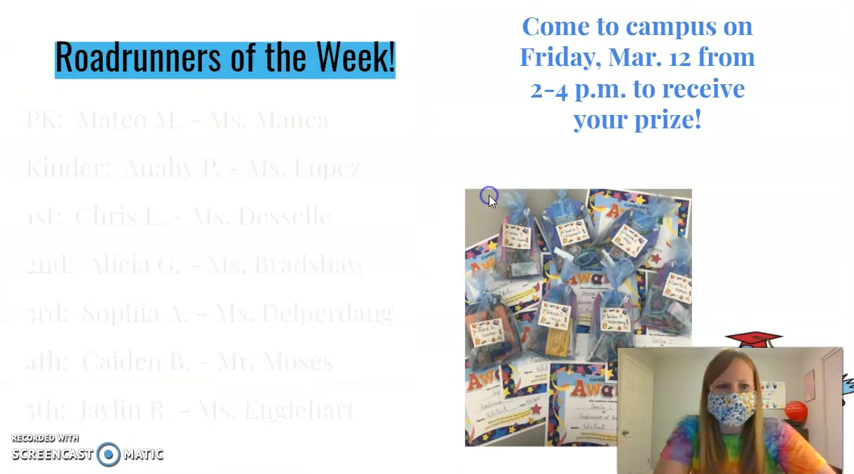 Roadrunners of the Week!
PK: Mateo M. - Ms. Manca
Kinder: Anahy P. - Ms. Lopez
1st: Chris L. - Ms. Desselle
2nd: Alicia G. - Ms. Bradshaw
3rd: Sophia A. - Ms. Delperdang
4th: Caiden B. - Mr. Moses
5th: Jaylin R. - Ms. Englehart
Come to campus on
Friday, Mar. 12 from
2-4 p.m. to receive
your prize!
RECORDED WITH
SCREENCAST MATIC